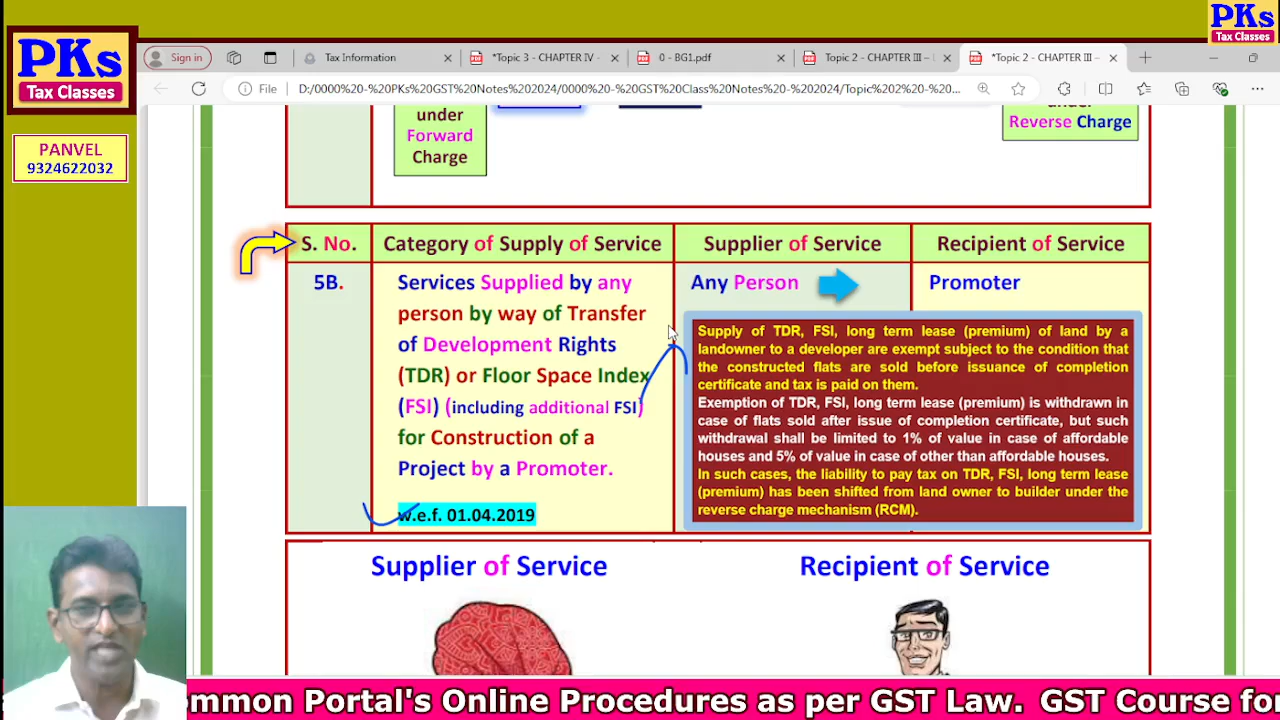 PKs
Tax Classes
PKs
Tax Classes
PANVEL
9324622032
Sign in
Tax Information
*Topic 3 - CHAPTER IV -
0 - BG1.pdf
Topic 2 - CHAPTER III – L
*Topic 2 - CHAPTER III –
File
D:/0000%20-%20PKs%20GST%20Notes%202024/0000%20-%20GST%20Class%20Notes%20-%202024/Topic%202%20-%20...
under
Forward
Charge
under
Reverse Charge
S. No.
Category of Supply of Service
Supplier of Service
Recipient of Service
5B.
Services Supplied by any
person by way of Transfer
of Development Rights
(TDR) or Floor Space Index
(FSI) (including additional FSI)
for Construction of a
Project by a Promoter.
w.e.f. 01.04.2019
Any Person
Promoter
Supply of TDR, FSI, long term lease (premium) of land by a
landowner to a developer are exempt subject to the condition that
the constructed flats are sold before issuance of completion
certificate and tax is paid on them.
Exemption of TDR, FSI, long term lease (premium) is withdrawn in
case of flats sold after issue of completion certificate, but such
withdrawal shall be limited to 1% of value in case of affordable
houses and 5% of value in case of other than affordable houses.
In such cases, the liability to pay tax on TDR, FSI, long term lease
(premium) has been shifted from land owner to builder under the
reverse charge mechanism (RCM).
Supplier of Service
Recipient of Service
ommon Portal's Online Procedures as per GST Law. GST Course for